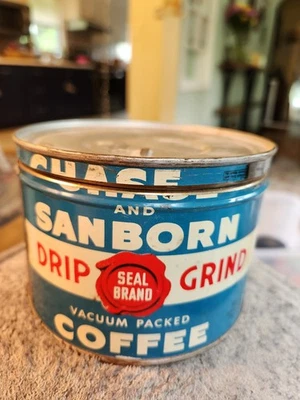 CHASE
AND
SANBORN
DRIP SEAL BRAND GRIND
VACUUM PACKED
COFFEE